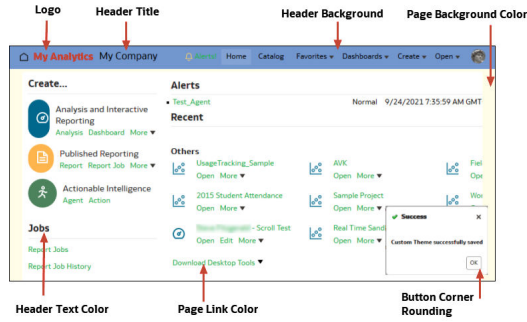 Logo Header Title Header Background Page Background Color
My Analytics My Company Alerts Home Catalog Favorites Dashboards Create Open
Create...
Analysis and Interactive
Reporting
Analysis Dashboard More
Published Reporting
Report Report Job More
Actionable Intelligence
Agent Action
Jobs
Report Jobs
Report Job History
Alerts
Test_Agent Normal 9/24/2021 7:35:59 AM GMT
Recent
Others
UsageTracking_Sample AVK Fiel
Open More Open More Ope
2015 Student Attendance Sample Project Wo
Open More Open More
- Scroll Test Real Time Sand
Open Edit More Open More
Download Desktop Tools
Success x
Custom Theme successfully saved
OK
Header Text Color Page Link Color Button Corner
Rounding